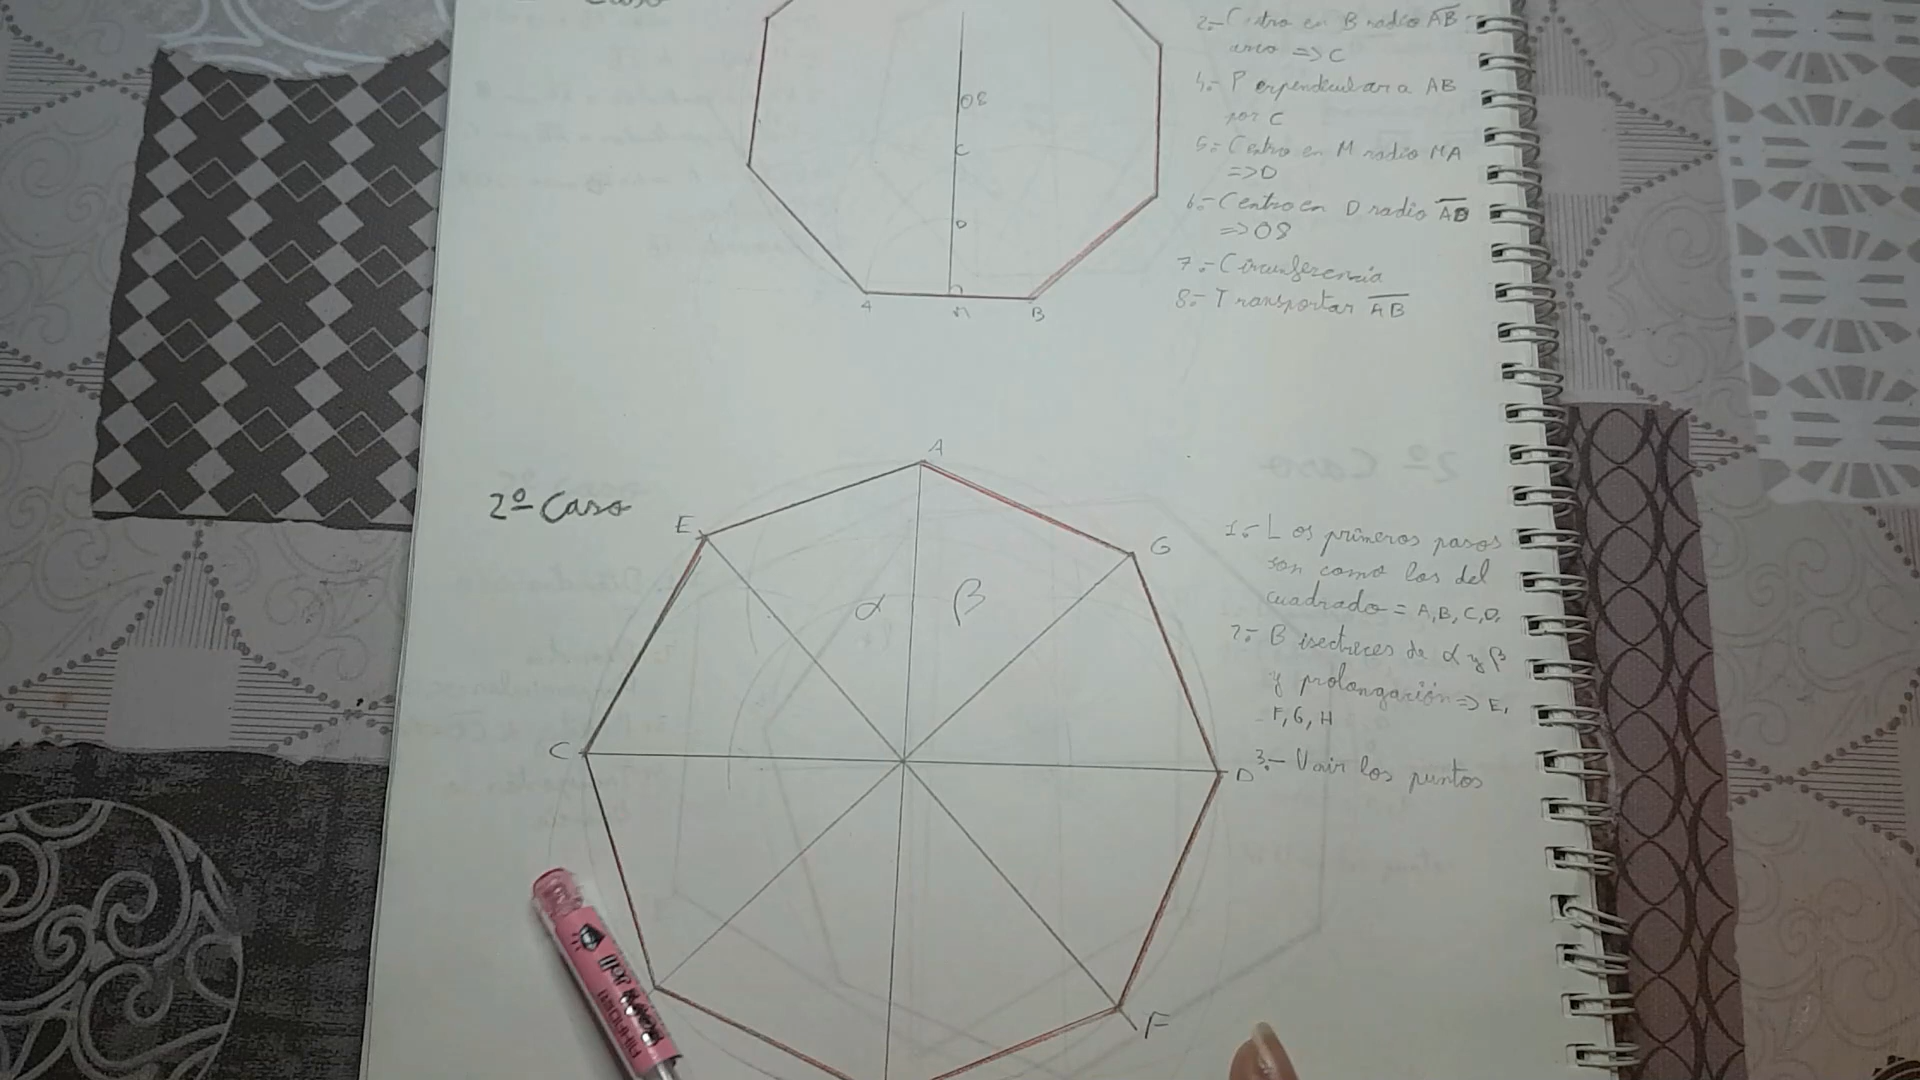 Caso
2.- Centro en B radio AB
arco => C
4.- Perpendicular a AB
por C
5.- Centro en M radio MA
=> D
6.- Centro en D radio AD
=> O8
7.- Circunferencia
8.- Transportar AB
O8
C
D
A
M
B
2º Caso
A
E
G
α
β
C
D
F
1.- Los primeros pasos
son como los del
cuadrado = A, B, C, D.
2.- Bisectrices de α y β
y prolongación => E,
F, G, H
3.- Unir los puntos